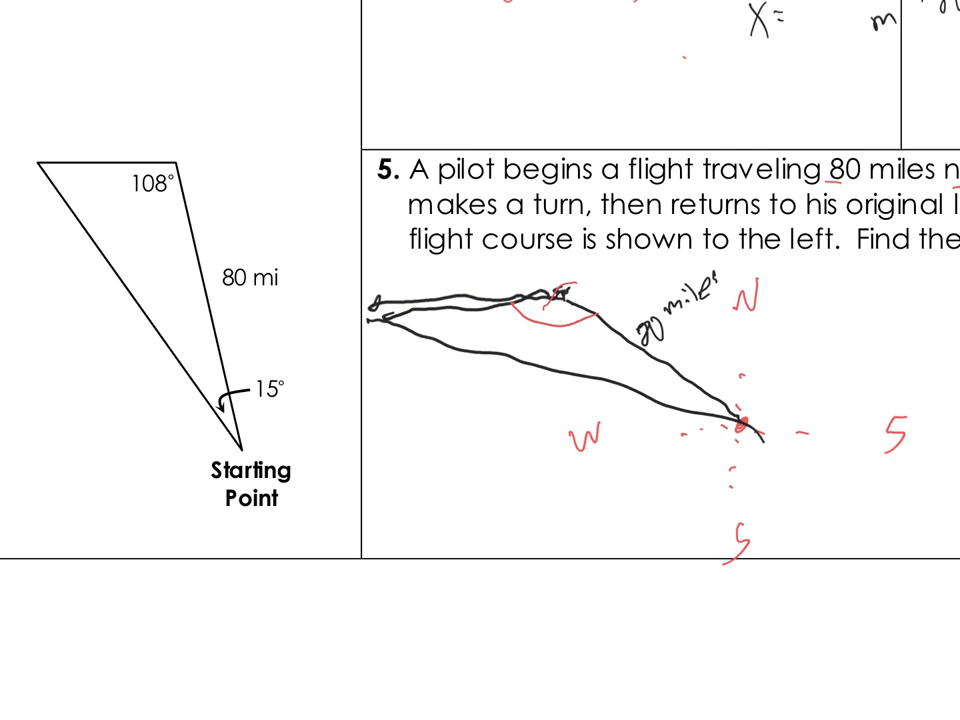 X = m
108°
5. A pilot begins a flight traveling 80 miles n
makes a turn, then returns to his original l
flight course is shown to the left. Find the
80 mi
80 miles
N
15°
W
S
Starting
Point
S